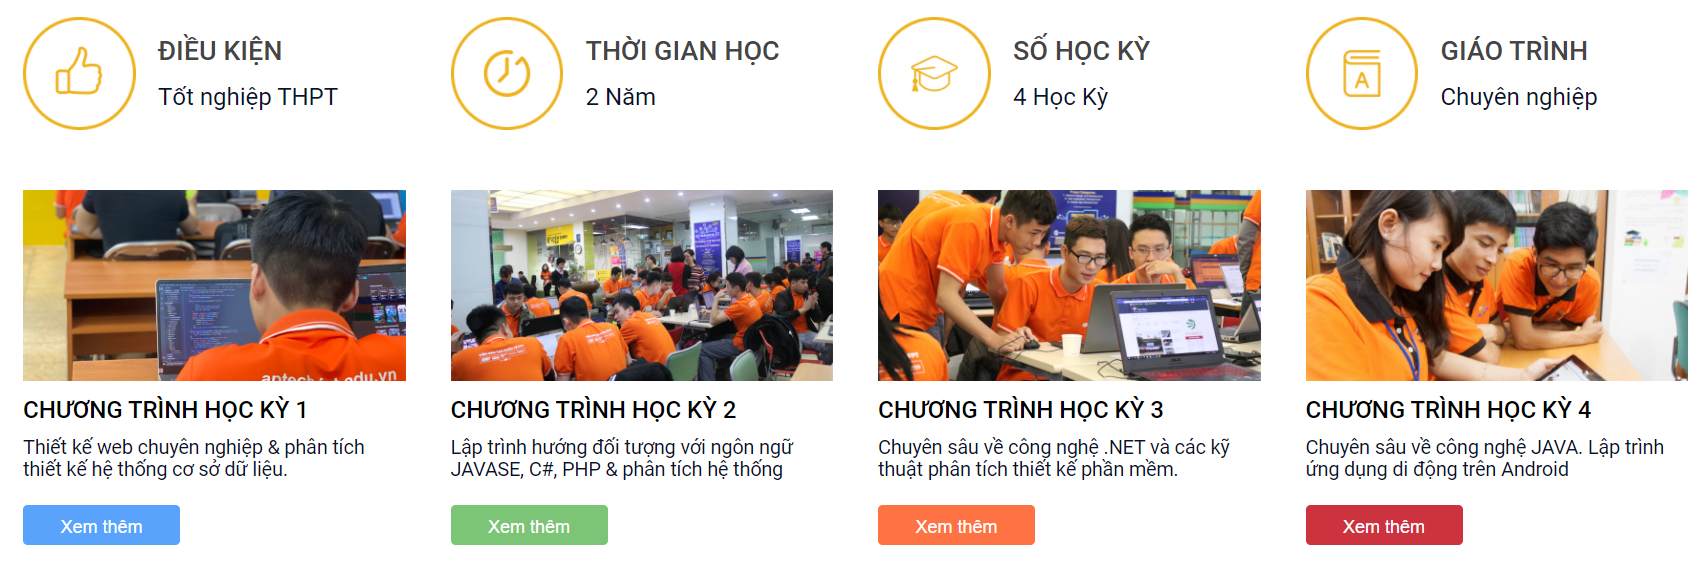 ĐIỀU KIỆN
Tốt nghiệp THPT
THỜI GIAN HỌC
2 Năm
SỐ HỌC KỲ
4 Học Kỳ
GIÁO TRÌNH
A
Chuyên nghiệp
CHƯƠNG TRÌNH HỌC KỲ 1
Thiết kế web chuyên nghiệp & phân tích
thiết kế hệ thống cơ sở dữ liệu.
Xem thêm
CHƯƠNG TRÌNH HỌC KỲ 2
Lập trình hướng đối tượng với ngôn ngữ
JAVASE, C#, PHP & phân tích hệ thống
Xem thêm
CHƯƠNG TRÌNH HỌC KỲ 3
Chuyên sâu về công nghệ .NET và các kỹ
thuật phân tích thiết kế phần mềm.
Xem thêm
CHƯƠNG TRÌNH HỌC KỲ 4
Chuyên sâu về công nghệ JAVA. Lập trình
ứng dụng di động trên Android
Xem thêm